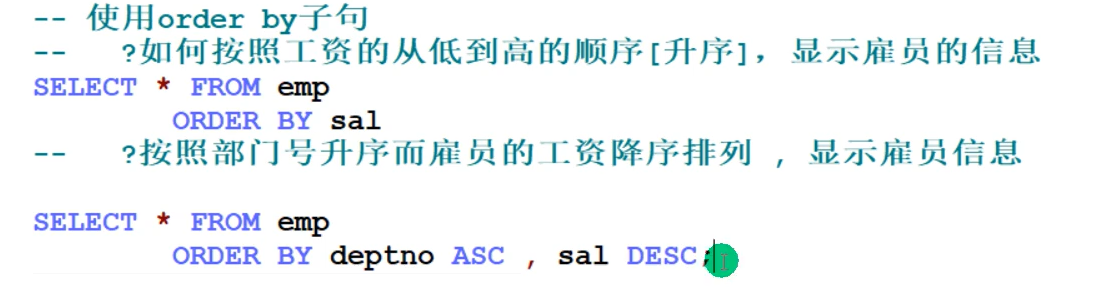 -- 使用order by子句
-- ?如何按照工资的从低到高的顺序[升序]，显示雇员的信息
SELECT * FROM emp
ORDER BY sal
-- ?按照部门号升序而雇员的工资降序排列 , 显示雇员信息
SELECT * FROM emp
ORDER BY deptno ASC , sal DESC;